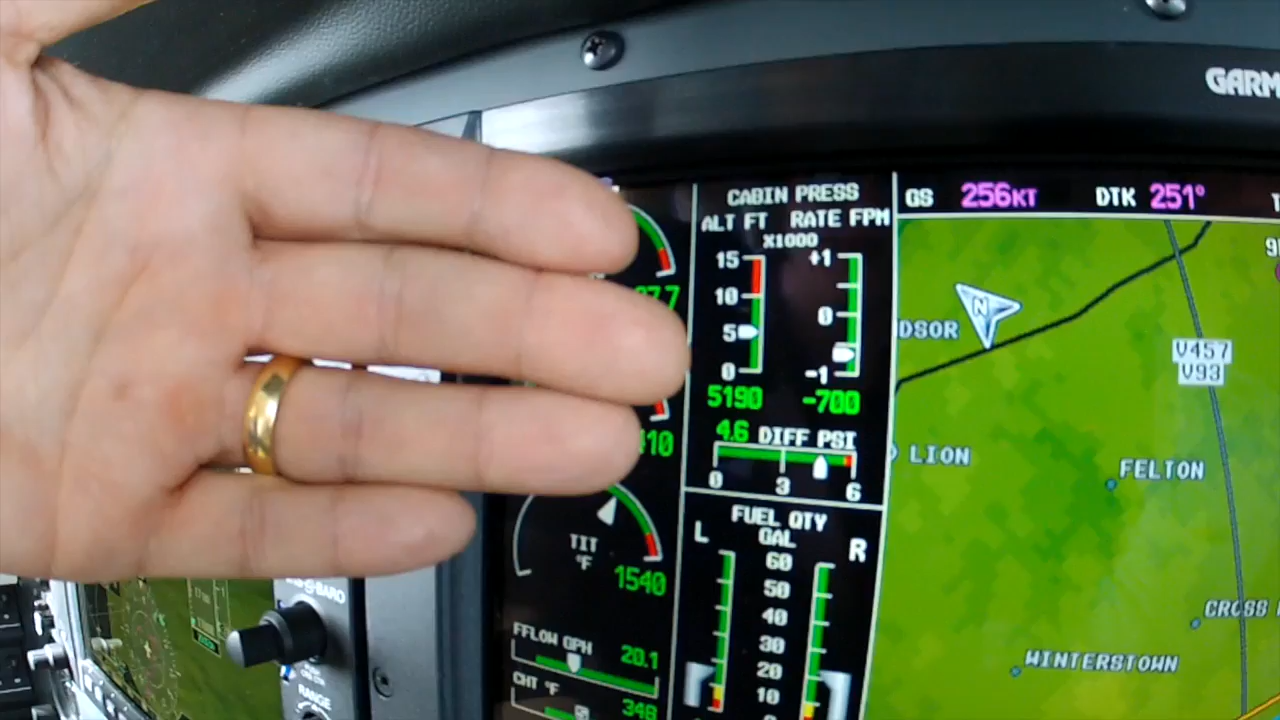 GARM
GS 256KT DTK 251°
CABIN PRESS
ALT FT RATE FPM
X1000
15 +1
10
5 0
0 -1
5190 -700
4.6 DIFF PSI
0 3 6
FUEL QTY
GAL
L R
60
50
40
30
20
10
0
TIT
°F
1540
FFLOW GPH 20.1
CHT °F 348
DSOR
V457
V93
LION
FELTON
CROSS
WINTERSTOWN
N
RANGE